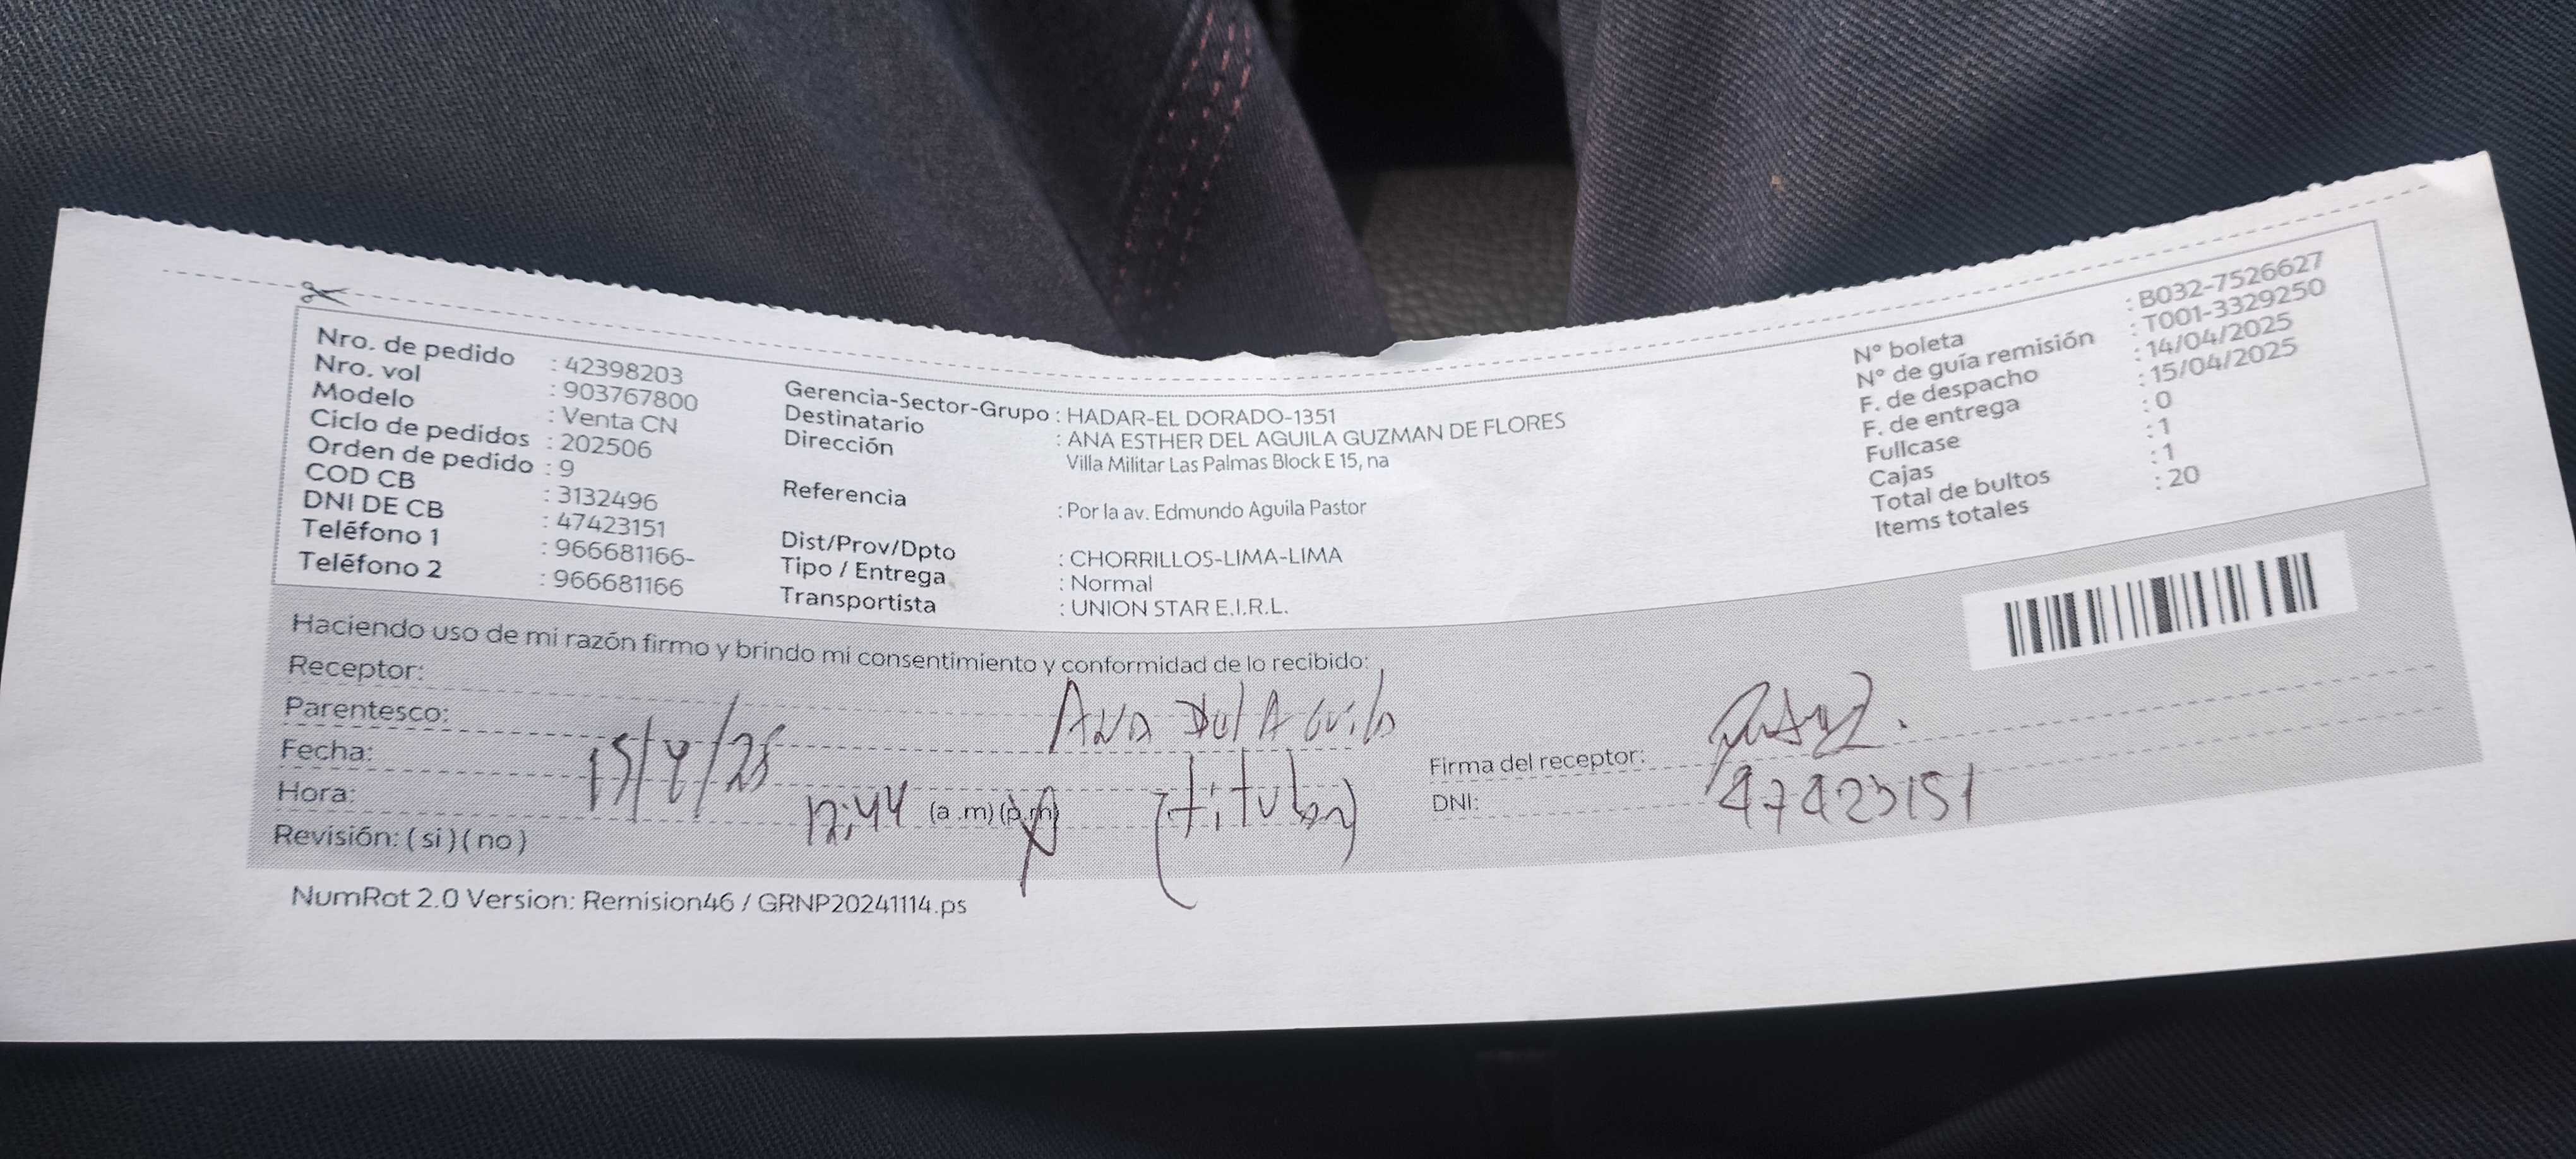 Nro. de pedido : 42398203
Nro. vol : 903767800
Modelo : Venta CN
Ciclo de pedidos : 202506
Orden de pedido : 9
COD CB : 3132496
DNI DE CB : 47423151
Teléfono 1 : 966681166-
Teléfono 2 : 966681166
Gerencia-Sector-Grupo : HADAR-EL DORADO-1351
Destinatario : ANA ESTHER DEL AGUILA GUZMAN DE FLORES
Dirección Villa Militar Las Palmas Block E 15, na
Referencia : Por la av. Edmundo Aguila Pastor
Dist/Prov/Dpto : CHORRILLOS-LIMA-LIMA
Tipo / Entrega : Normal
Transportista : UNION STAR E.I.R.L.
N° boleta : B032-7526627
N° de guía remisión : T001-3329250
F. de despacho : 14/04/2025
F. de entrega : 15/04/2025
Fullcase : 0
Cajas : 1
Total de bultos : 1
Items totales : 20
Haciendo uso de mi razón firmo y brindo mi consentimiento y conformidad de lo recibido:
Receptor: Ana Del Aguila
Parentesco: (titular)
Fecha: 15/4/25
Hora: 12:44 (a .m) (p.m)
Revisión: ( si ) ( no )
Firma del receptor:
DNI: 47423151
NumRot 2.0 Version: Remision46 / GRNP20241114.ps